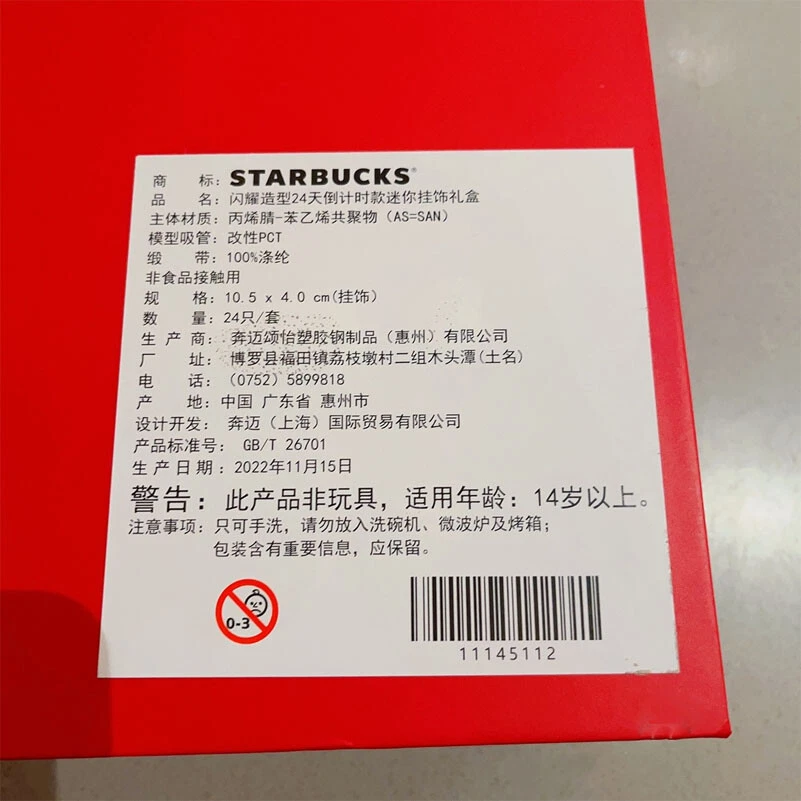 商 标：STARBUCKS®
品 名：闪耀造型24天倒计时款迷你挂饰礼盒
主体材质：丙烯腈-苯乙烯共聚物（AS=SAN）
模型吸管：改性PCT
缎 带：100%涤纶
非食品接触用
规 格：10.5 x 4.0 cm(挂饰)
数 量：24只/套
生 产 商：奔迈颂怡塑胶钢制品（惠州）有限公司
厂 址：博罗县福田镇荔枝墩村二组木头潭(土名)
电 话：（0752）5899818
产 地：中国 广东省 惠州市
设计开发：奔迈（上海）国际贸易有限公司
产品标准号：GB/T 26701
生产日期：2022年11月15日
警告：此产品非玩具，适用年龄：14岁以上。
注意事项：只可手洗，请勿放入洗碗机、微波炉及烤箱；
包装含有重要信息，应保留。
0-3
11145112